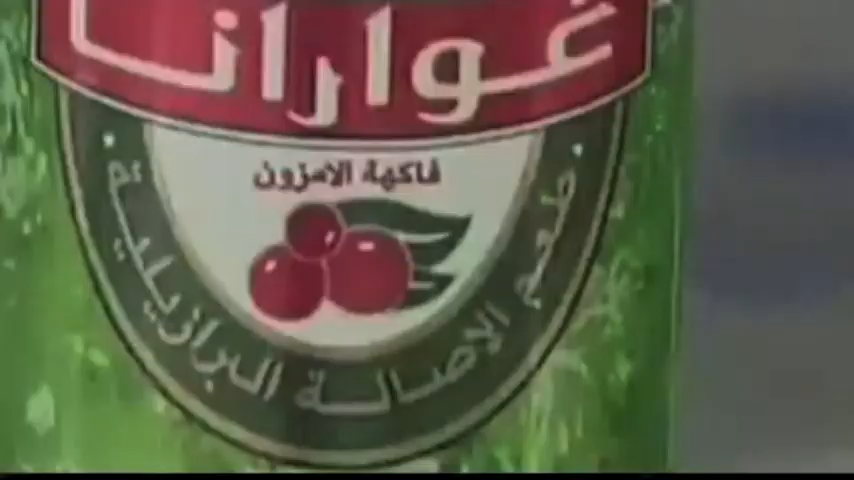 غوارانا
فاكهة الامزون
طعم الاصالة البرازيلية